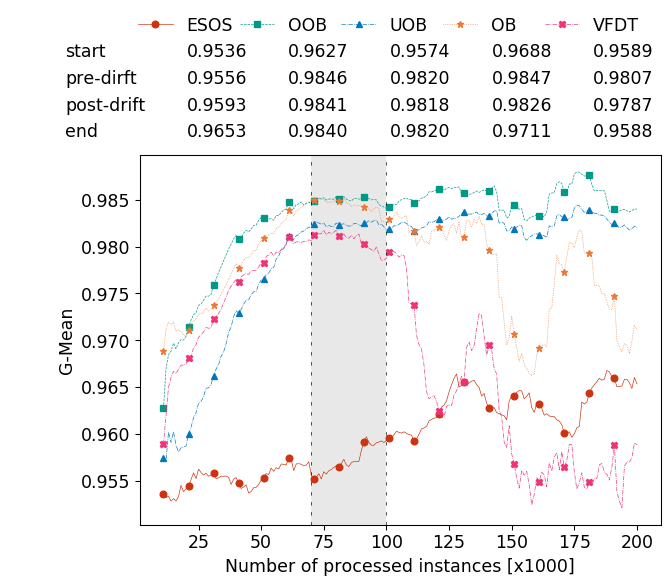 ESOS OOB UOB OB VFDT
start 0.9536 0.9627 0.9574 0.9688 0.9589
pre-dirft 0.9556 0.9846 0.9820 0.9847 0.9807
post-drift 0.9593 0.9841 0.9818 0.9826 0.9787
end 0.9653 0.9840 0.9820 0.9711 0.9588
0.985
0.980
0.975
0.970
0.965
0.960
0.955
G-Mean
25 50 75 100 125 150 175 200
Number of processed instances [x1000]